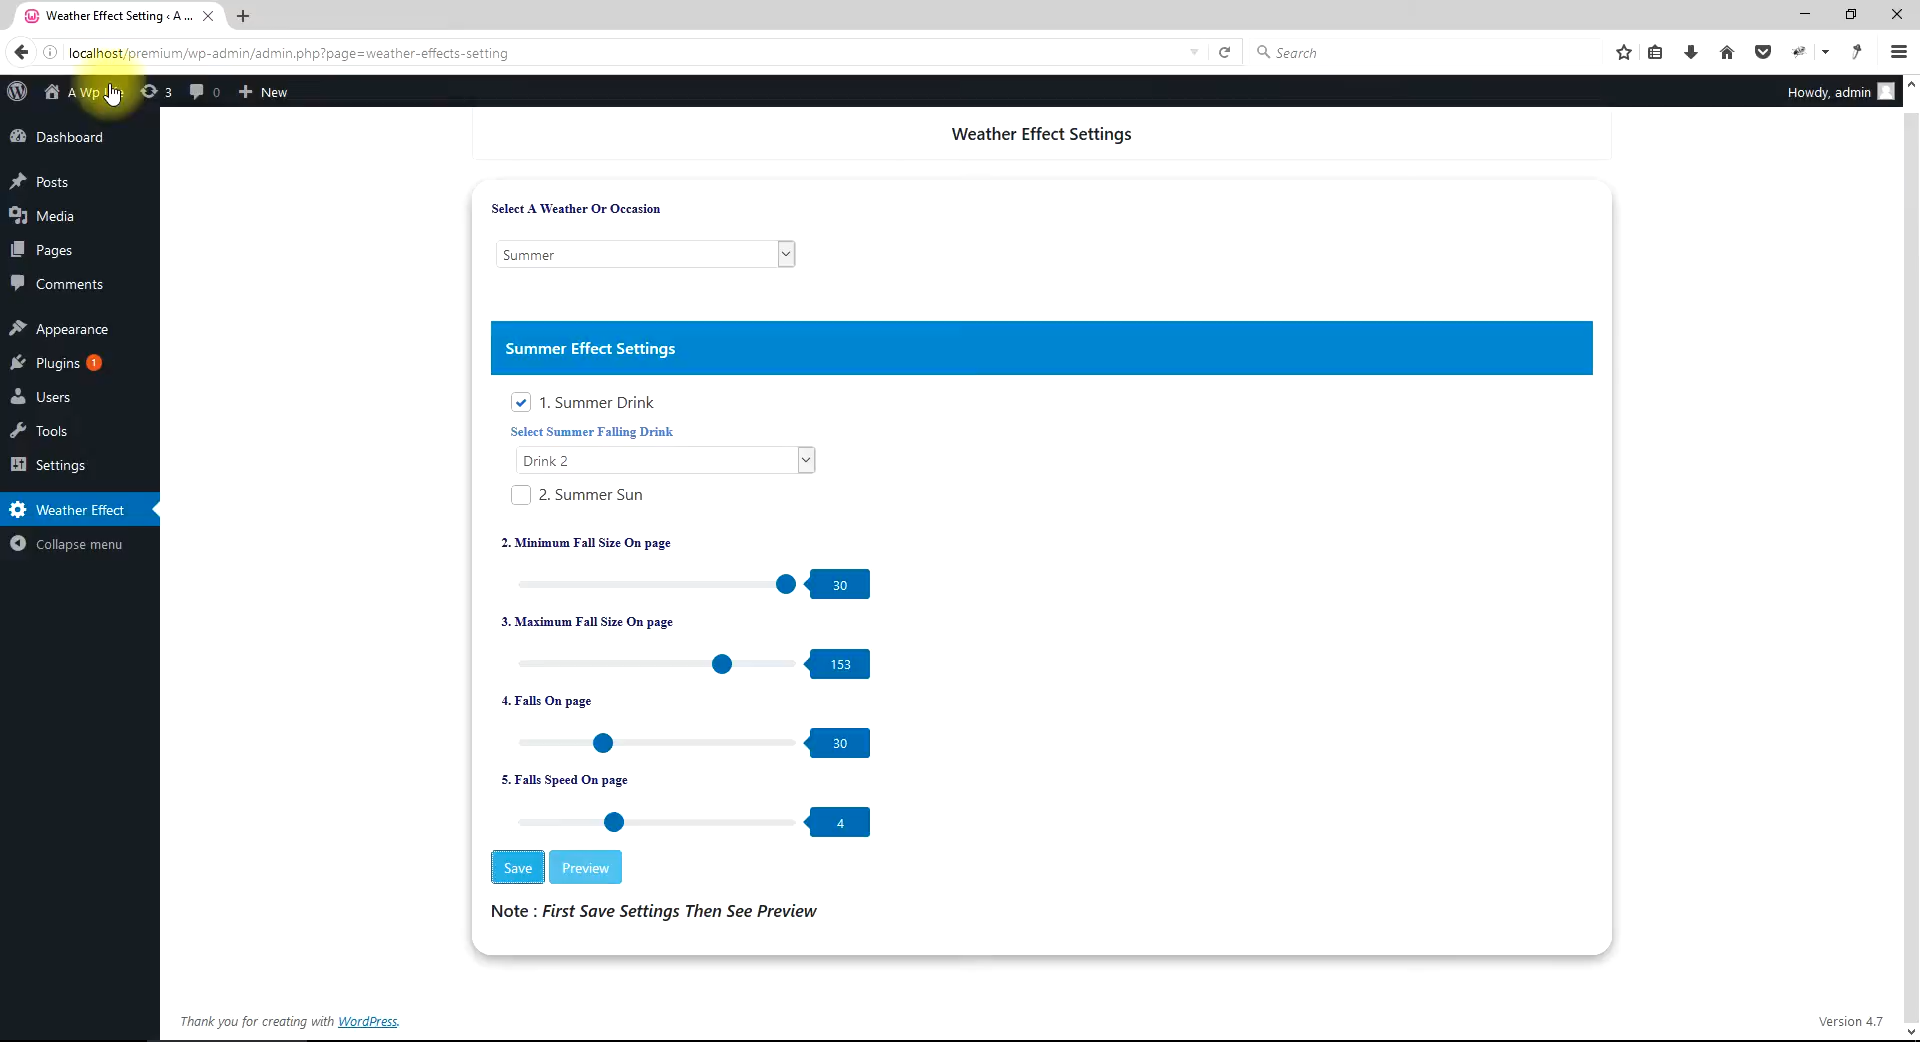 Weather Effect Setting ‹ A ...
localhost/premium/wp-admin/admin.php?page=weather-effects-setting
Search
A Wp
3
0
New
Howdy, admin
Dashboard
Posts
Media
Pages
Comments
Appearance
Plugins 1
Users
Tools
Settings
Weather Effect
Collapse menu
Weather Effect Settings
Select A Weather Or Occasion
Summer
Summer Effect Settings
1. Summer Drink
Select Summer Falling Drink
Drink 2
2. Summer Sun
2. Minimum Fall Size On page
30
3. Maximum Fall Size On page
153
4. Falls On page
30
5. Falls Speed On page
4
Save Preview
Note : First Save Settings Then See Preview
Thank you for creating with WordPress.
Version 4.7